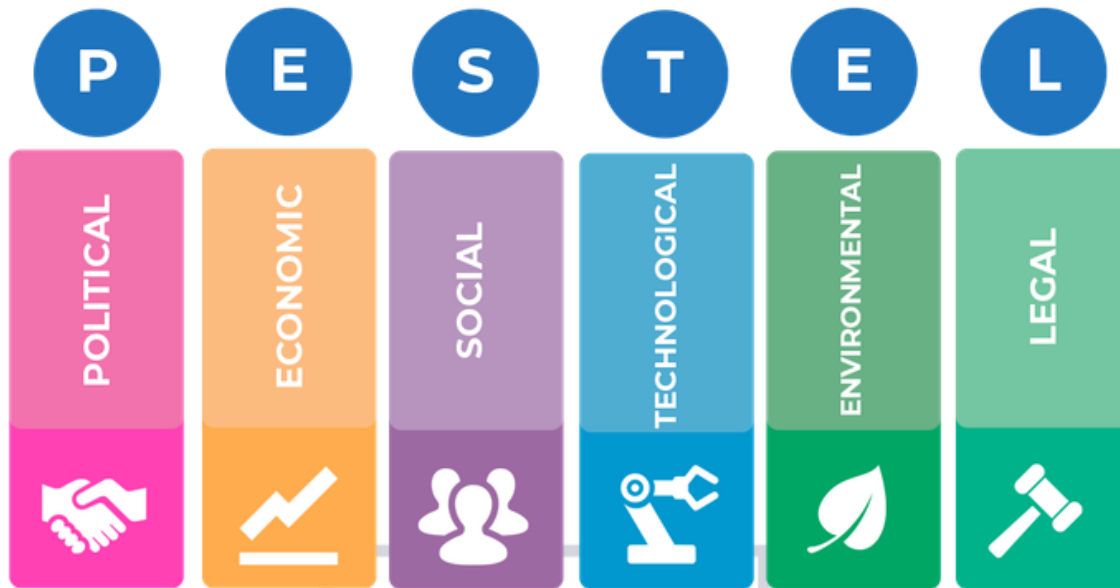 P E S T E L
POLITICAL
ECONOMIC
SOCIAL
TECHNOLOGICAL
ENVIRONMENTAL
LEGAL